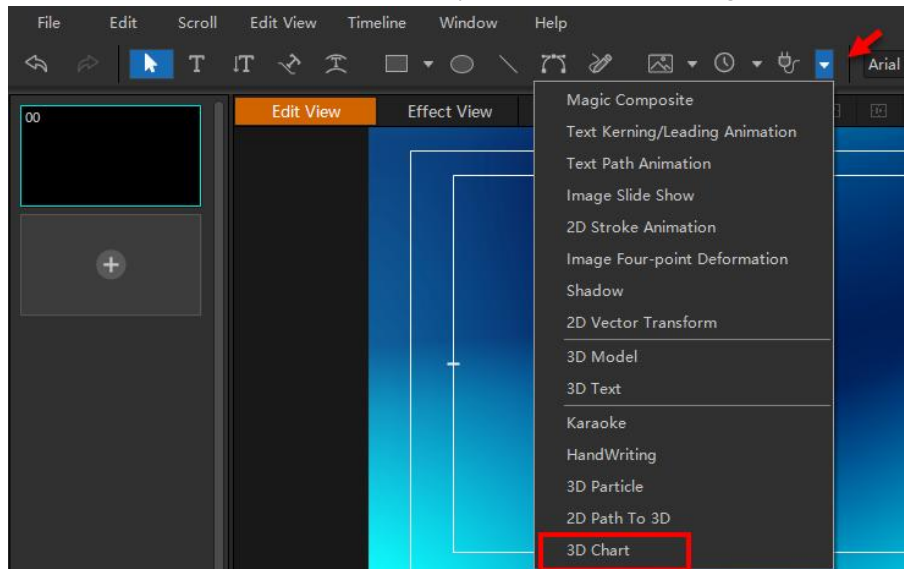 File Edit Scroll Edit View Timeline Window Help
T IT T Arial
00 Edit View Effect View
Magic Composite
Text Kerning/Leading Animation
Text Path Animation
Image Slide Show
2D Stroke Animation
Image Four-point Deformation
Shadow
2D Vector Transform
3D Model
3D Text
Karaoke
HandWriting
3D Particle
2D Path To 3D
3D Chart